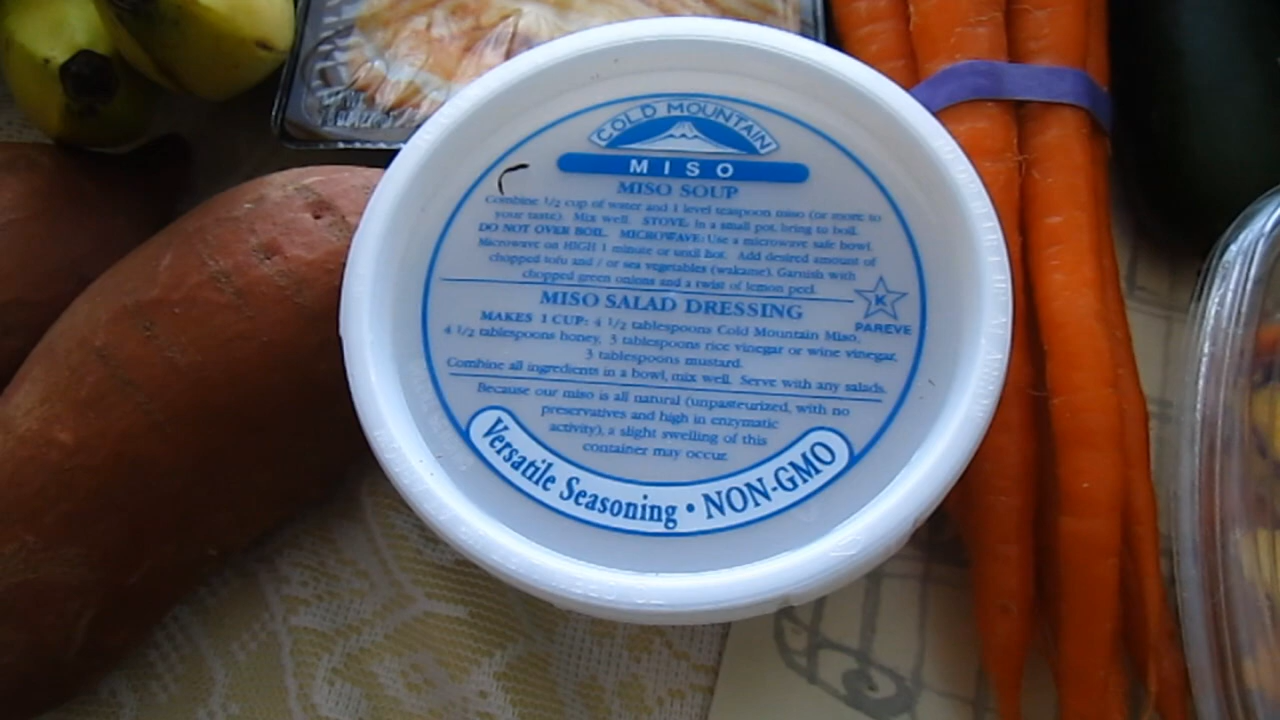 COLD MOUNTAIN
MISO
MISO SOUP
Combine 1/2 cup of water and 1 level teaspoon miso (or more to
your taste). Mix well. STOVE: In a small pot, bring to boil.
DO NOT OVER BOIL. MICROWAVE: Use a microwave safe bowl.
Microwave on HIGH 1 minute or until hot. Add desired amount of
chopped tofu and / or sea vegetables (wakame). Garnish with
chopped green onions and a twist of lemon peel.
K
PAREVE
MISO SALAD DRESSING
MAKES 1 CUP: 4 1/2 tablespoons Cold Mountain Miso,
4 1/2 tablespoons honey, 3 tablespoons rice vinegar or wine vinegar,
3 tablespoons mustard.
Combine all ingredients in a bowl, mix well. Serve with any salads.
Because our miso is all natural (unpasteurized, with no
preservatives and high in enzymatic
activity), a slight swelling of this
container may occur.
Versatile Seasoning • NON-GMO